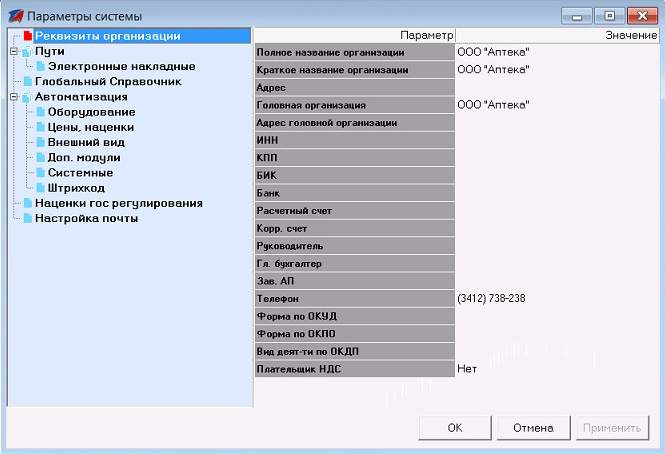 Параметры системы
Реквизиты организации
Пути
Электронные накладные
Глобальный Справочник
Автоматизация
Оборудование
Цены, наценки
Внешний вид
Доп. модули
Системные
Штрихкод
Наценки гос регулирования
Настройка почты
Параметр Значение
Полное название организации ООО "Аптека"
Краткое название организации ООО "Аптека"
Адрес
Головная организация ООО "Аптека"
Адрес головной организации
ИНН
КПП
БИК
Банк
Расчетный счет
Корр. счет
Руководитель
Гл. бухгалтер
Зав. АП
Телефон (3412) 738-238
Форма по ОКУД
Форма по ОКПО
Вид деят-ти по ОКДП
Плательщик НДС Нет
ОК Отмена Применить